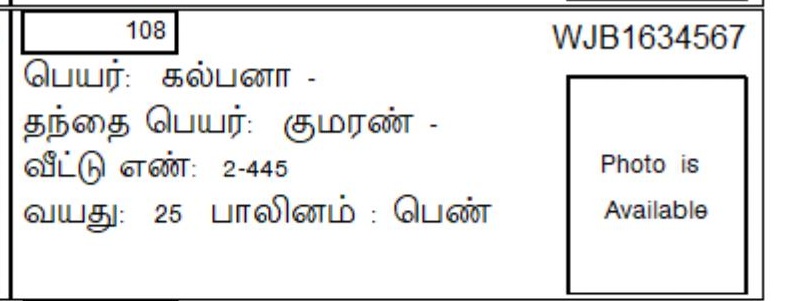 108
WJB1634567
பெயர்: கல்பனா -
தந்தை பெயர்: குமரண் -
வீட்டு எண்: 2-445
வயது: 25 பாலினம் : பெண்
Photo is
Available